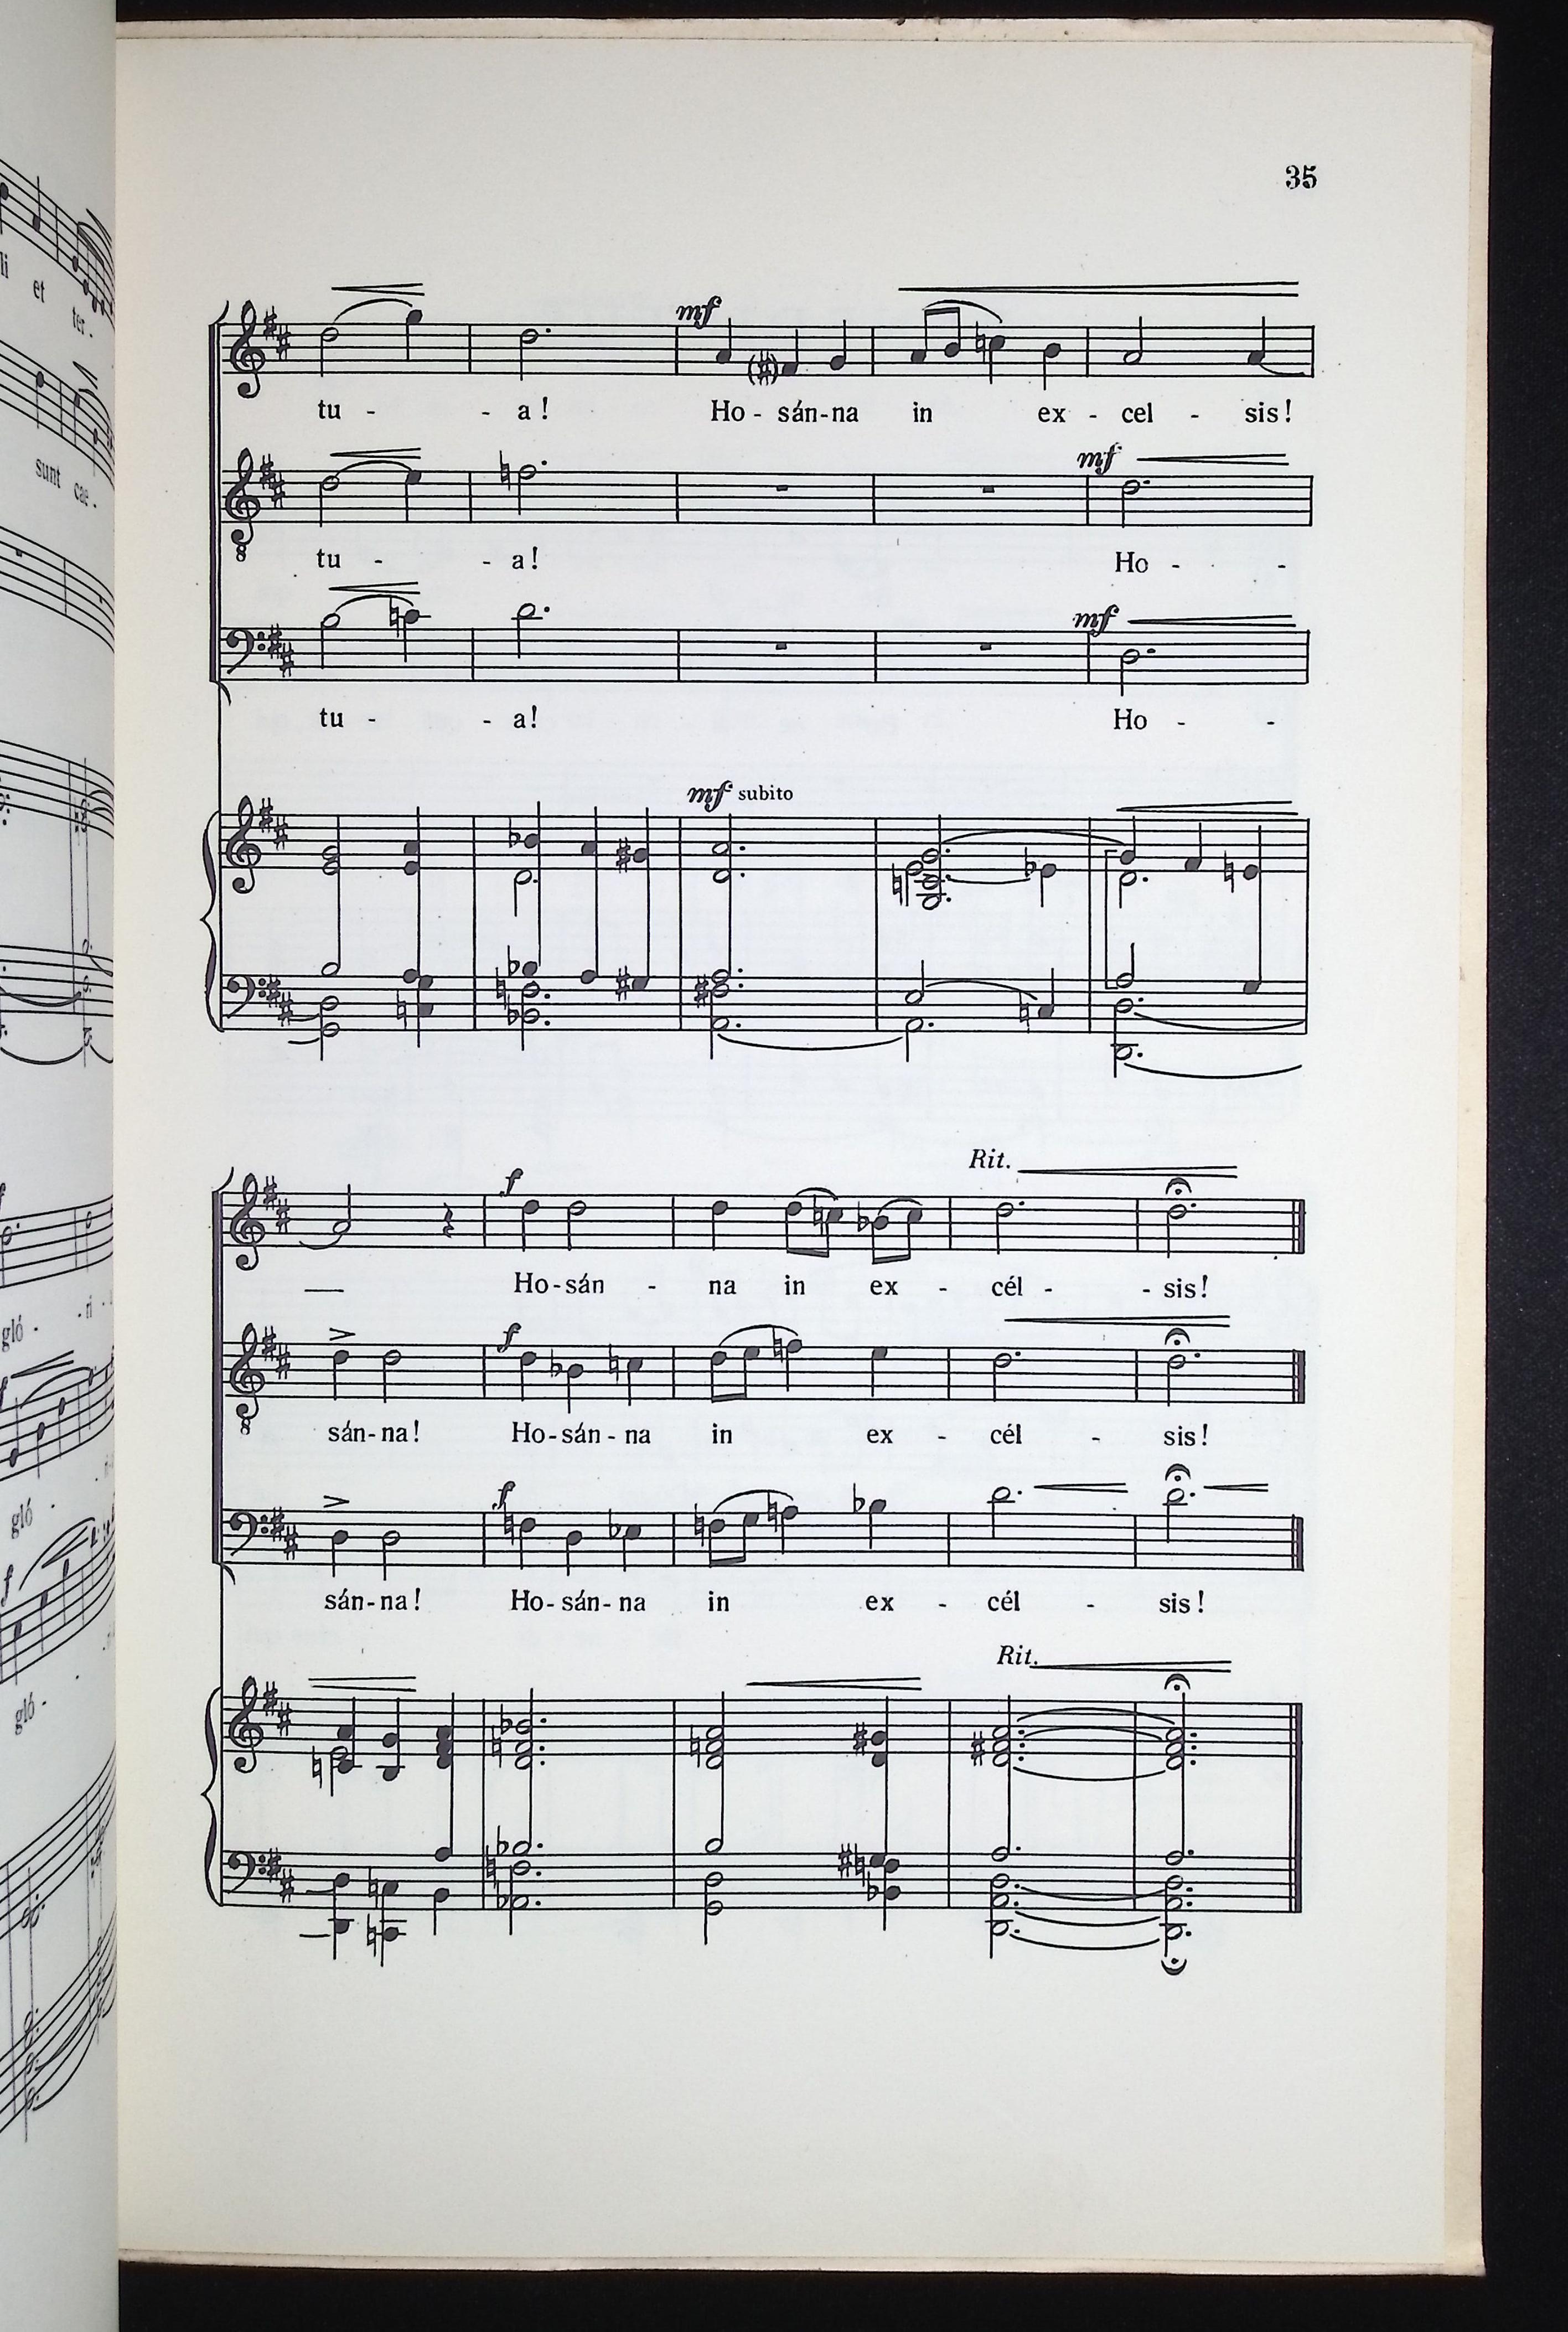 35
mf
tu - - a! Ho - sán-na in ex - cel - sis!
mf
8
tu - - a! Ho - -
mf
tu - - a! Ho - -
mf subito
Rit.
f
Ho-sán - na in ex - cél - - sis!
f
8
sán-na! Ho-sán-na in ex - cél - sis!
f
sán-na! Ho-sán-na in ex - cél - sis!
Rit.
li et ter -
sunt cae -
gló - - ri -
gló -
f
gló -